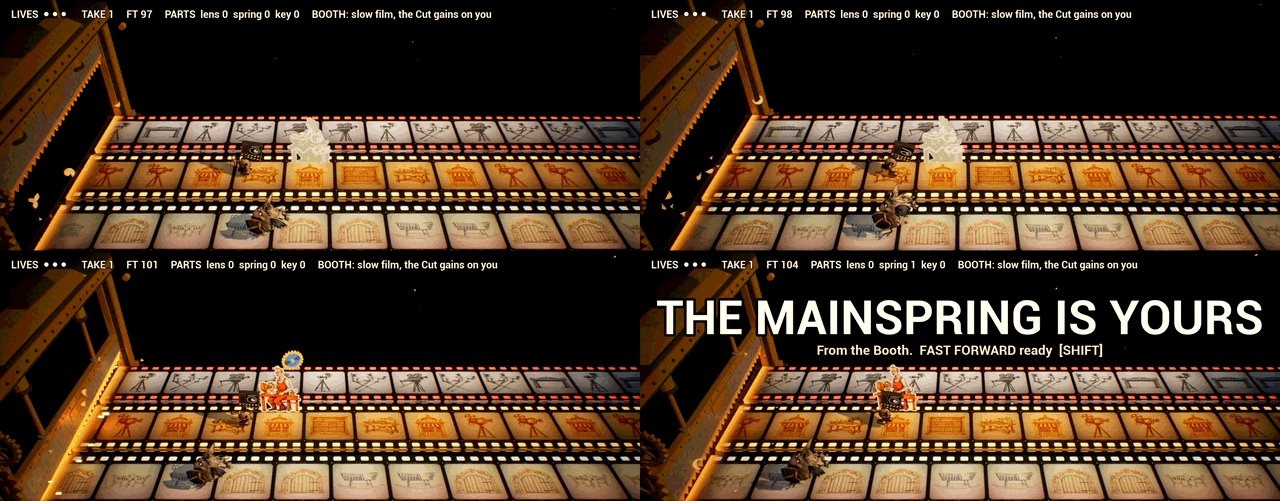 LIVES ● ● ● TAKE 1 FT 97 PARTS lens 0 spring 0 key 0 BOOTH: slow film, the Cut gains on you
LIVES ● ● ● TAKE 1 FT 98 PARTS lens 0 spring 0 key 0 BOOTH: slow film, the Cut gains on you
LIVES ● ● ● TAKE 1 FT 101 PARTS lens 0 spring 0 key 0 BOOTH: slow film, the Cut gains on you
LIVES ● ● ● TAKE 1 FT 104 PARTS lens 0 spring 1 key 0 BOOTH: slow film, the Cut gains on you
THE MAINSPRING IS YOURS
From the Booth. FAST FORWARD ready [SHIFT]